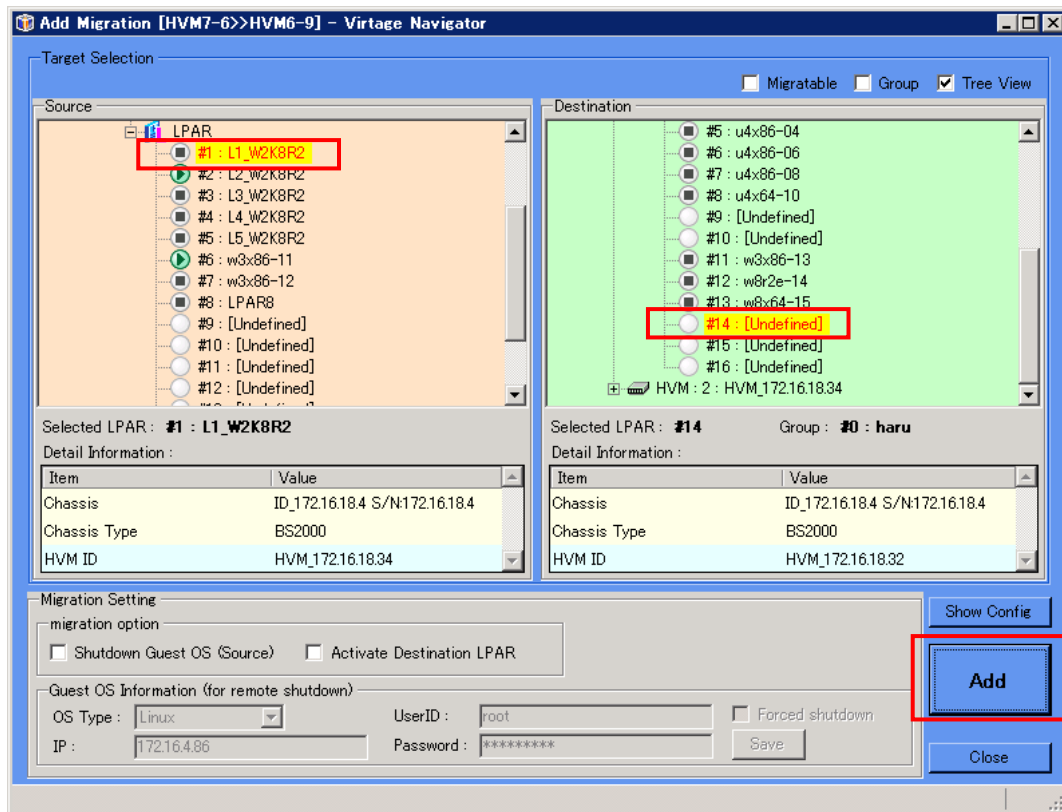 Add Migration [HVM7-6>>HVM6-9] - Virtage Navigator
Target Selection
Migratable Group Tree View
Source
LPAR
#1 : L1_W2K8R2
#2 : L2_W2K8R2
#3 : L3_W2K8R2
#4 : L4_W2K8R2
#5 : L5_W2K8R2
#6 : w3x86-11
#7 : w3x86-12
#8 : LPAR8
#9 : [Undefined]
#10 : [Undefined]
#11 : [Undefined]
#12 : [Undefined]
Selected LPAR : #1 : L1_W2K8R2
Detail Information :
Item Value
Chassis ID_172.16.18.4 S/N:172.16.18.4
Chassis Type BS2000
HVM ID HVM_172.16.18.34
Destination
#5 : u4x86-04
#6 : u4x86-06
#7 : u4x86-08
#8 : u4x64-10
#9 : [Undefined]
#10 : [Undefined]
#11 : w3x86-13
#12 : w8r2e-14
#13 : w8x64-15
#14 : [Undefined]
#15 : [Undefined]
#16 : [Undefined]
HVM : 2 : HVM_172.16.18.34
Selected LPAR : #14 Group : #0 : haru
Detail Information :
Item Value
Chassis ID_172.16.18.4 S/N:172.16.18.4
Chassis Type BS2000
HVM ID HVM_172.16.18.32
Migration Setting
migration option
Shutdown Guest OS (Source) Activate Destination LPAR
Guest OS Information (for remote shutdown)
OS Type : Linux UserID : root Forced shutdown
IP : 172.16.4.86 Password : ********* Save
Show Config
Add
Close